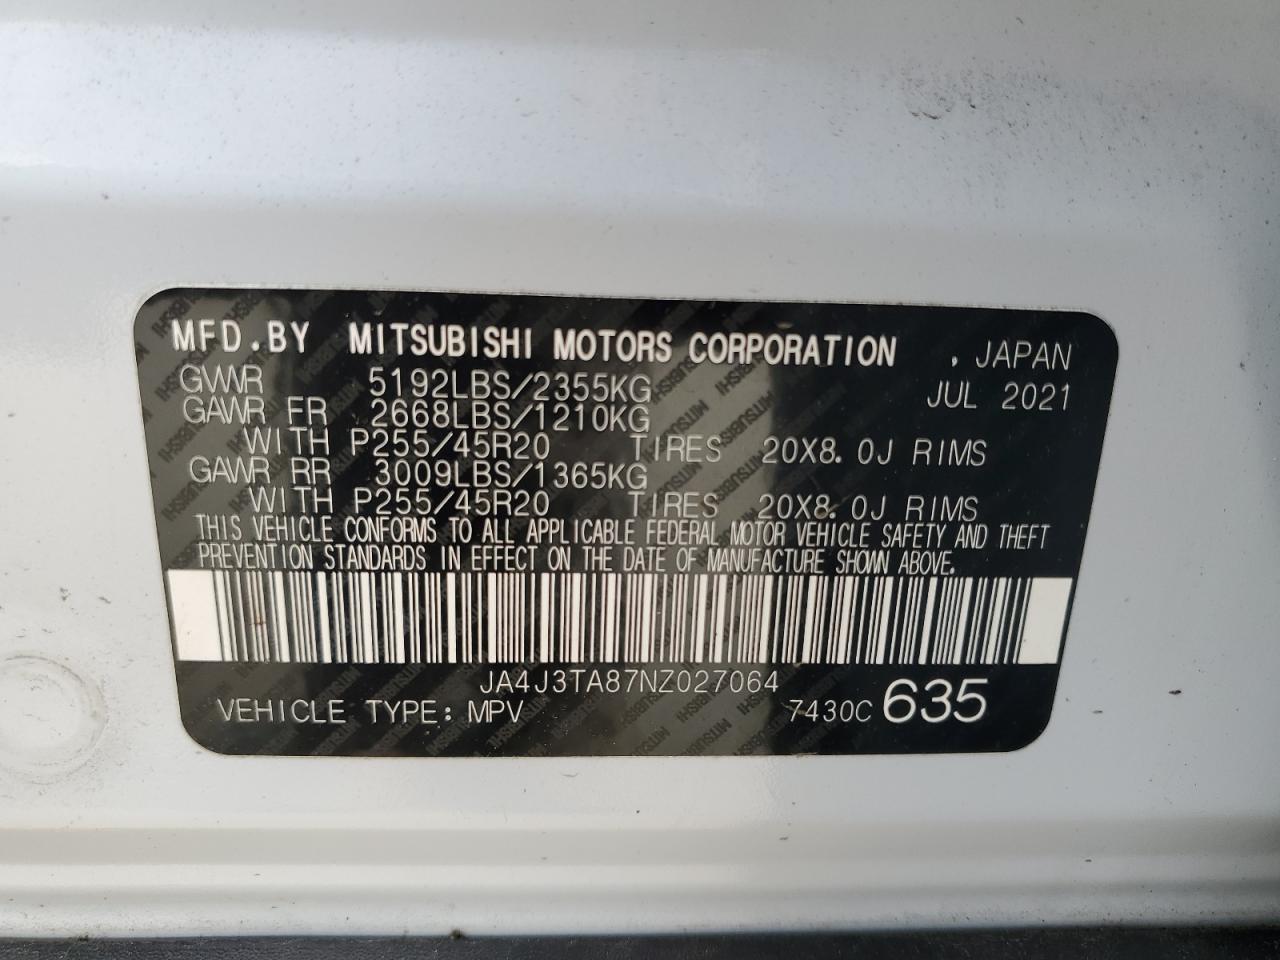 MFD.BY MITSUBISHI MOTORS CORPORATION , JAPAN
GVWR 5192LBS/2355KG JUL 2021
GAWR FR 2668LBS/1210KG
WITH P255/45R20 TIRES 20X8.0J RIMS
GAWR RR 3009LBS/1365KG
WITH P255/45R20 TIRES 20X8.0J RIMS
THIS VEHICLE CONFORMS TO ALL APPLICABLE FEDERAL MOTOR VEHICLE SAFETY AND THEFT
PREVENTION STANDARDS IN EFFECT ON THE DATE OF MANUFACTURE SHOWN ABOVE.
JA4J3TA87NZ027064
VEHICLE TYPE: MPV 7430C 635